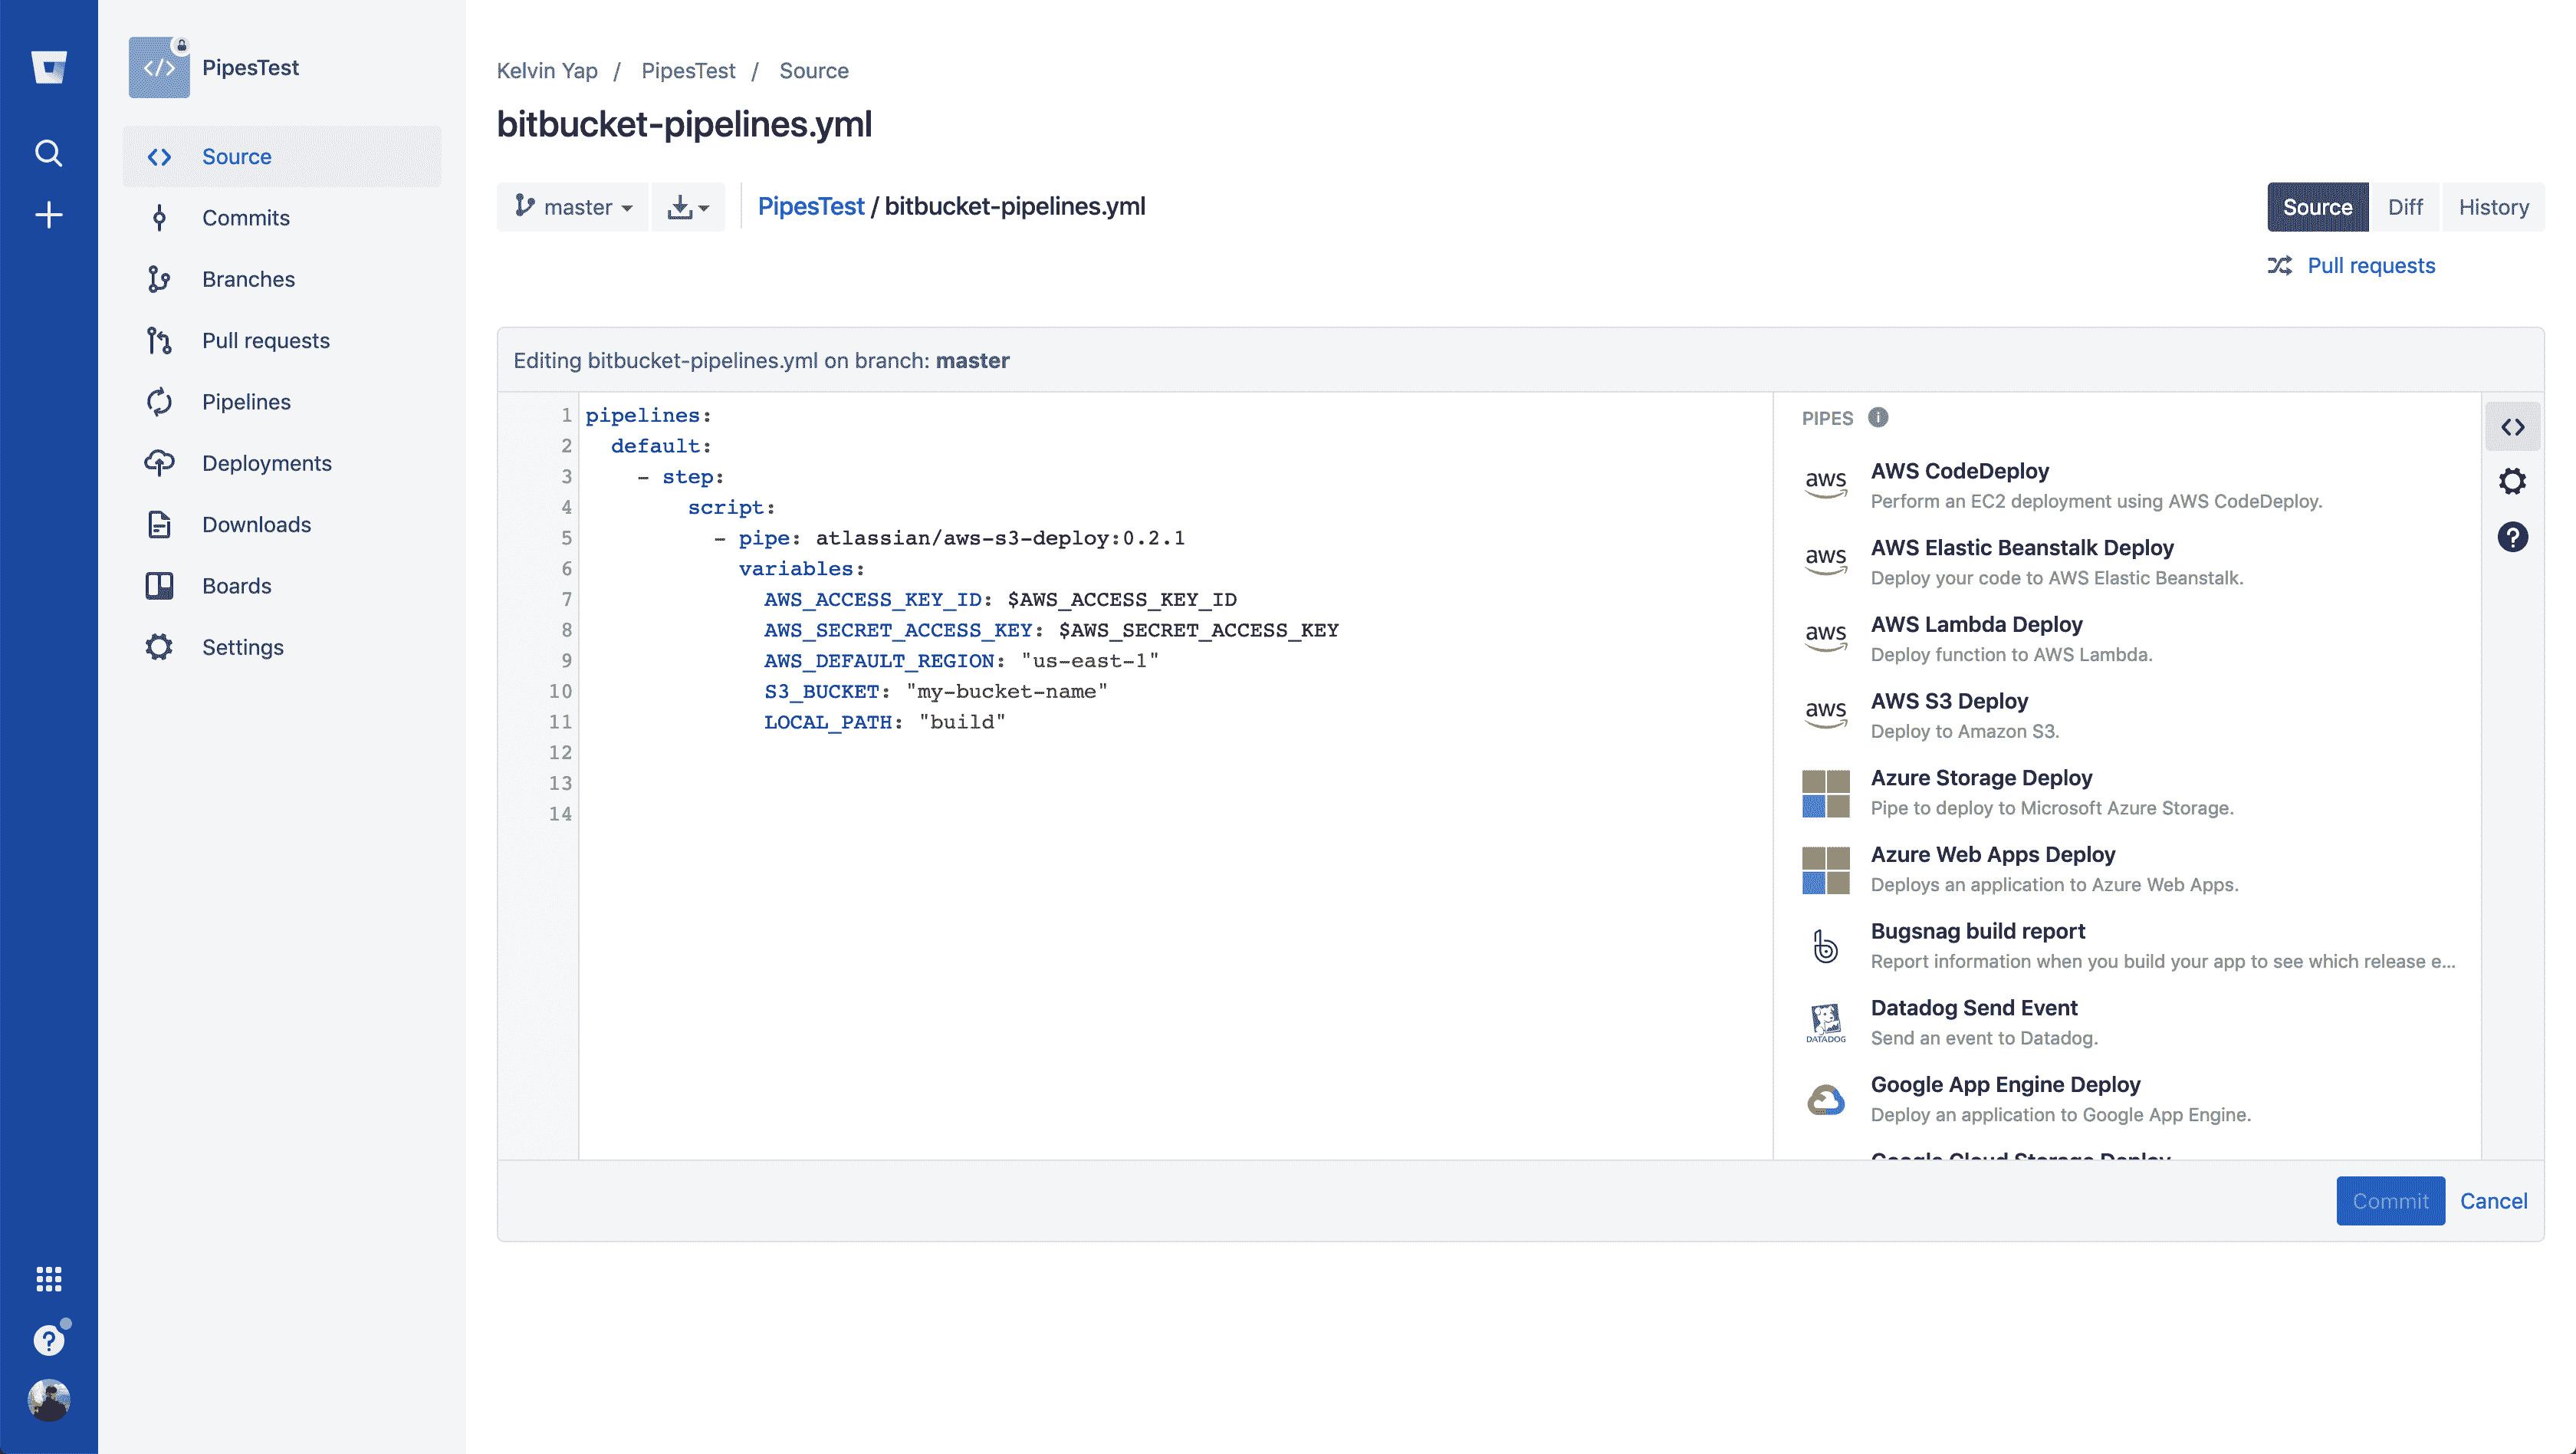 PipesTest
Source
Commits
Branches
Pull requests
Pipelines
Deployments
Downloads
Boards
Settings
Kelvin Yap / PipesTest / Source
bitbucket-pipelines.yml
master
PipesTest / bitbucket-pipelines.yml
Source Diff History
Pull requests
Editing bitbucket-pipelines.yml on branch: master
1 pipelines:
2   default:
3     - step:
4         script:
5           - pipe: atlassian/aws-s3-deploy:0.2.1
6             variables:
7               AWS_ACCESS_KEY_ID: $AWS_ACCESS_KEY_ID
8               AWS_SECRET_ACCESS_KEY: $AWS_SECRET_ACCESS_KEY
9               AWS_DEFAULT_REGION: "us-east-1"
10               S3_BUCKET: "my-bucket-name"
11               LOCAL_PATH: "build"
12
13
14
PIPES
aws
AWS CodeDeploy
Perform an EC2 deployment using AWS CodeDeploy.
aws
AWS Elastic Beanstalk Deploy
Deploy your code to AWS Elastic Beanstalk.
aws
AWS Lambda Deploy
Deploy function to AWS Lambda.
aws
AWS S3 Deploy
Deploy to Amazon S3.
Azure Storage Deploy
Pipe to deploy to Microsoft Azure Storage.
Azure Web Apps Deploy
Deploys an application to Azure Web Apps.
Bugsnag build report
Report information when you build your app to see which release e...
DATADOG
Datadog Send Event
Send an event to Datadog.
Google App Engine Deploy
Deploy an application to Google App Engine.
Google Cloud Storage Deploy
Commit Cancel